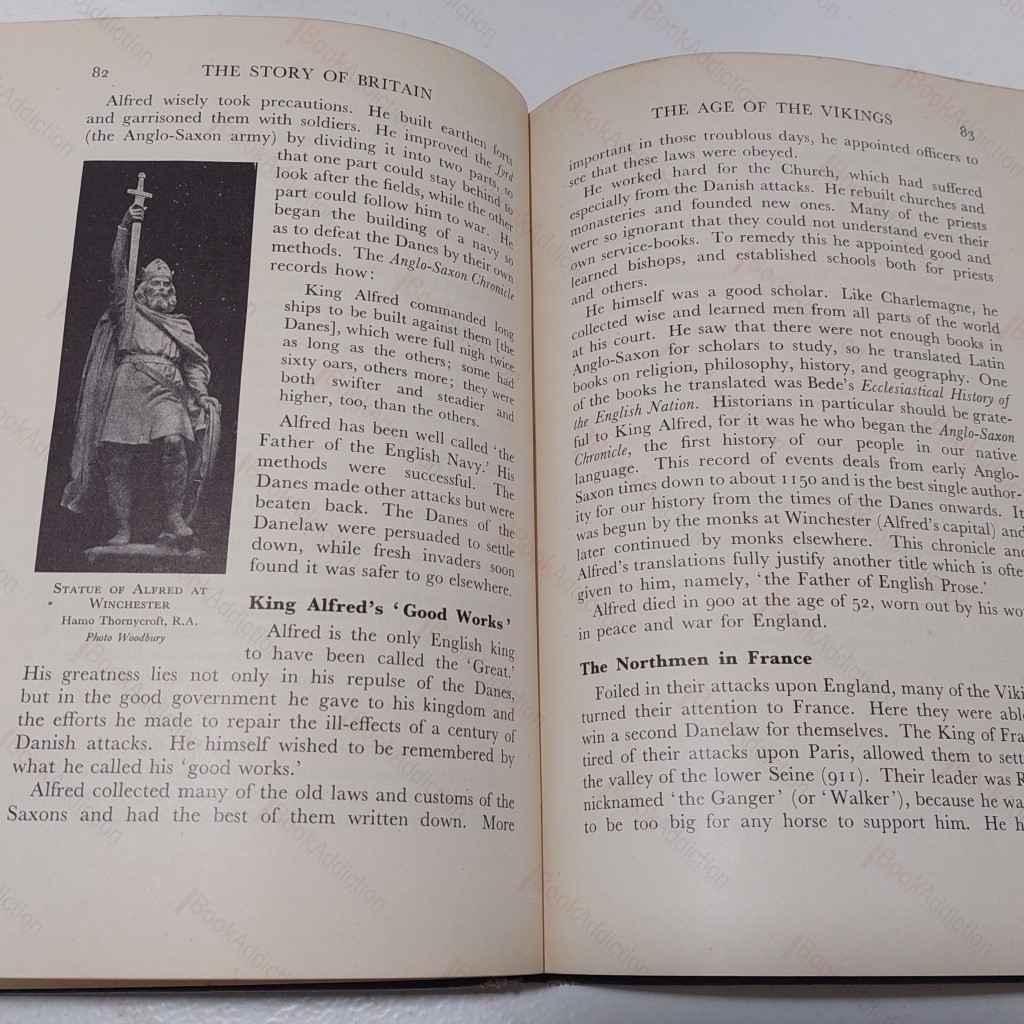 82
THE STORY OF BRITAIN
Alfred wisely took precautions. He built earthen forts
and garrisoned them with soldiers. He improved the fyrd
(the Anglo-Saxon army) by dividing it into two parts, so
that one part could stay behind to
look after the fields, while the other
part could follow him to war. He
began the building of a navy so
as to defeat the Danes by their own
methods. The Anglo-Saxon Chronicle
records how:
King Alfred commanded long
ships to be built against them [the
Danes], which were full nigh twice
as long as the others; some had
sixty oars, others more; they were
both swifter and steadier and
higher, too, than the others.
Alfred has been well called 'the
Father of the English Navy.' His
methods were successful. The
Danes made other attacks but were
beaten back. The Danes of the
Danelaw were persuaded to settle
down, while fresh invaders soon
found it was safer to go elsewhere.
STATUE OF ALFRED AT
WINCHESTER
Hamo Thornycroft, R.A.
Photo Woodbury
King Alfred's 'Good Works'
Alfred is the only English king
to have been called the 'Great.'
His greatness lies not only in his repulse of the Danes,
but in the good government he gave to his kingdom and
the efforts he made to repair the ill-effects of a century of
Danish attacks. He himself wished to be remembered by
what he called his 'good works.'
Alfred collected many of the old laws and customs of the
Saxons and had the best of them written down. More
THE AGE OF THE VIKINGS
83
important in those troublous days, he appointed officers to
see that these laws were obeyed.
He worked hard for the Church, which had suffered
especially from the Danish attacks. He rebuilt churches and
monasteries and founded new ones. Many of the priests
were so ignorant that they could not understand even their
own service-books. To remedy this he appointed good and
learned bishops, and established schools both for priests
and others.
He himself was a good scholar. Like Charlemagne, he
collected wise and learned men from all parts of the world
at his court. He saw that there were not enough books in
Anglo-Saxon for scholars to study, so he translated Latin
books on religion, philosophy, history, and geography. One
of the books he translated was Bede's Ecclesiastical History of
the English Nation. Historians in particular should be grate-
ful to King Alfred, for it was he who began the Anglo-Saxon
Chronicle, the first history of our people in our native
language. This record of events deals from early Anglo-
Saxon times down to about 1150 and is the best single author-
ity for our history from the times of the Danes onwards. It
was begun by the monks at Winchester (Alfred's capital) and
later continued by monks elsewhere. This chronicle and
Alfred's translations fully justify another title which is ofte
given to him, namely, 'the Father of English Prose.'
Alfred died in 900 at the age of 52, worn out by his wo
in peace and war for England.
The Northmen in France
Foiled in their attacks upon England, many of the Viki
turned their attention to France. Here they were able
win a second Danelaw for themselves. The King of Fra
tired of their attacks upon Paris, allowed them to sett
the valley of the lower Seine (911). Their leader was R
nicknamed 'the Ganger' (or 'Walker'), because he wa
to be too big for any horse to support him. He h